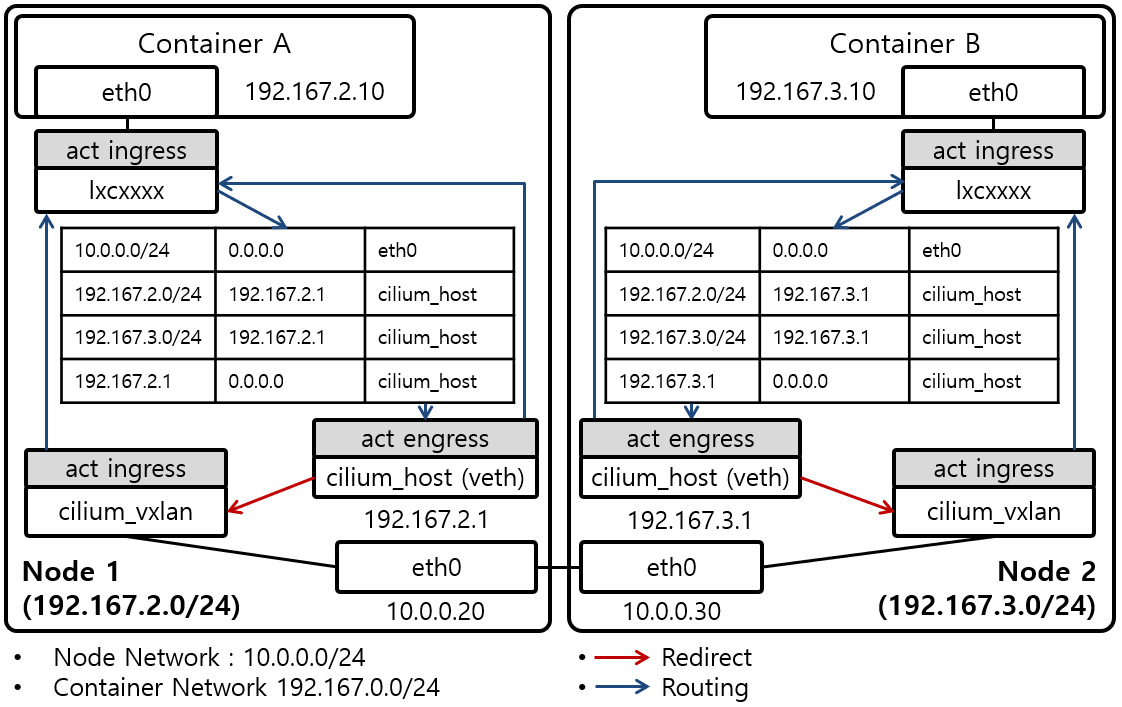 Container A
eth0
192.167.2.10
act ingress
lxcxxxx
10.0.0.0/24 0.0.0.0 eth0
192.167.2.0/24 192.167.2.1 cilium_host
192.167.3.0/24 192.167.2.1 cilium_host
192.167.2.1 0.0.0.0 cilium_host
act engress
cilium_host (veth)
192.167.2.1
act ingress
cilium_vxlan
eth0
10.0.0.20
Node 1
(192.167.2.0/24)
Container B
192.167.3.10
eth0
act ingress
lxcxxxx
10.0.0.0/24 0.0.0.0 eth0
192.167.2.0/24 192.167.3.1 cilium_host
192.167.3.0/24 192.167.3.1 cilium_host
192.167.3.1 0.0.0.0 cilium_host
act engress
cilium_host (veth)
192.167.3.1
act ingress
cilium_vxlan
eth0
10.0.0.30
Node 2
(192.167.3.0/24)
• Node Network : 10.0.0.0/24
• Container Network 192.167.0.0/24
• Redirect
• Routing